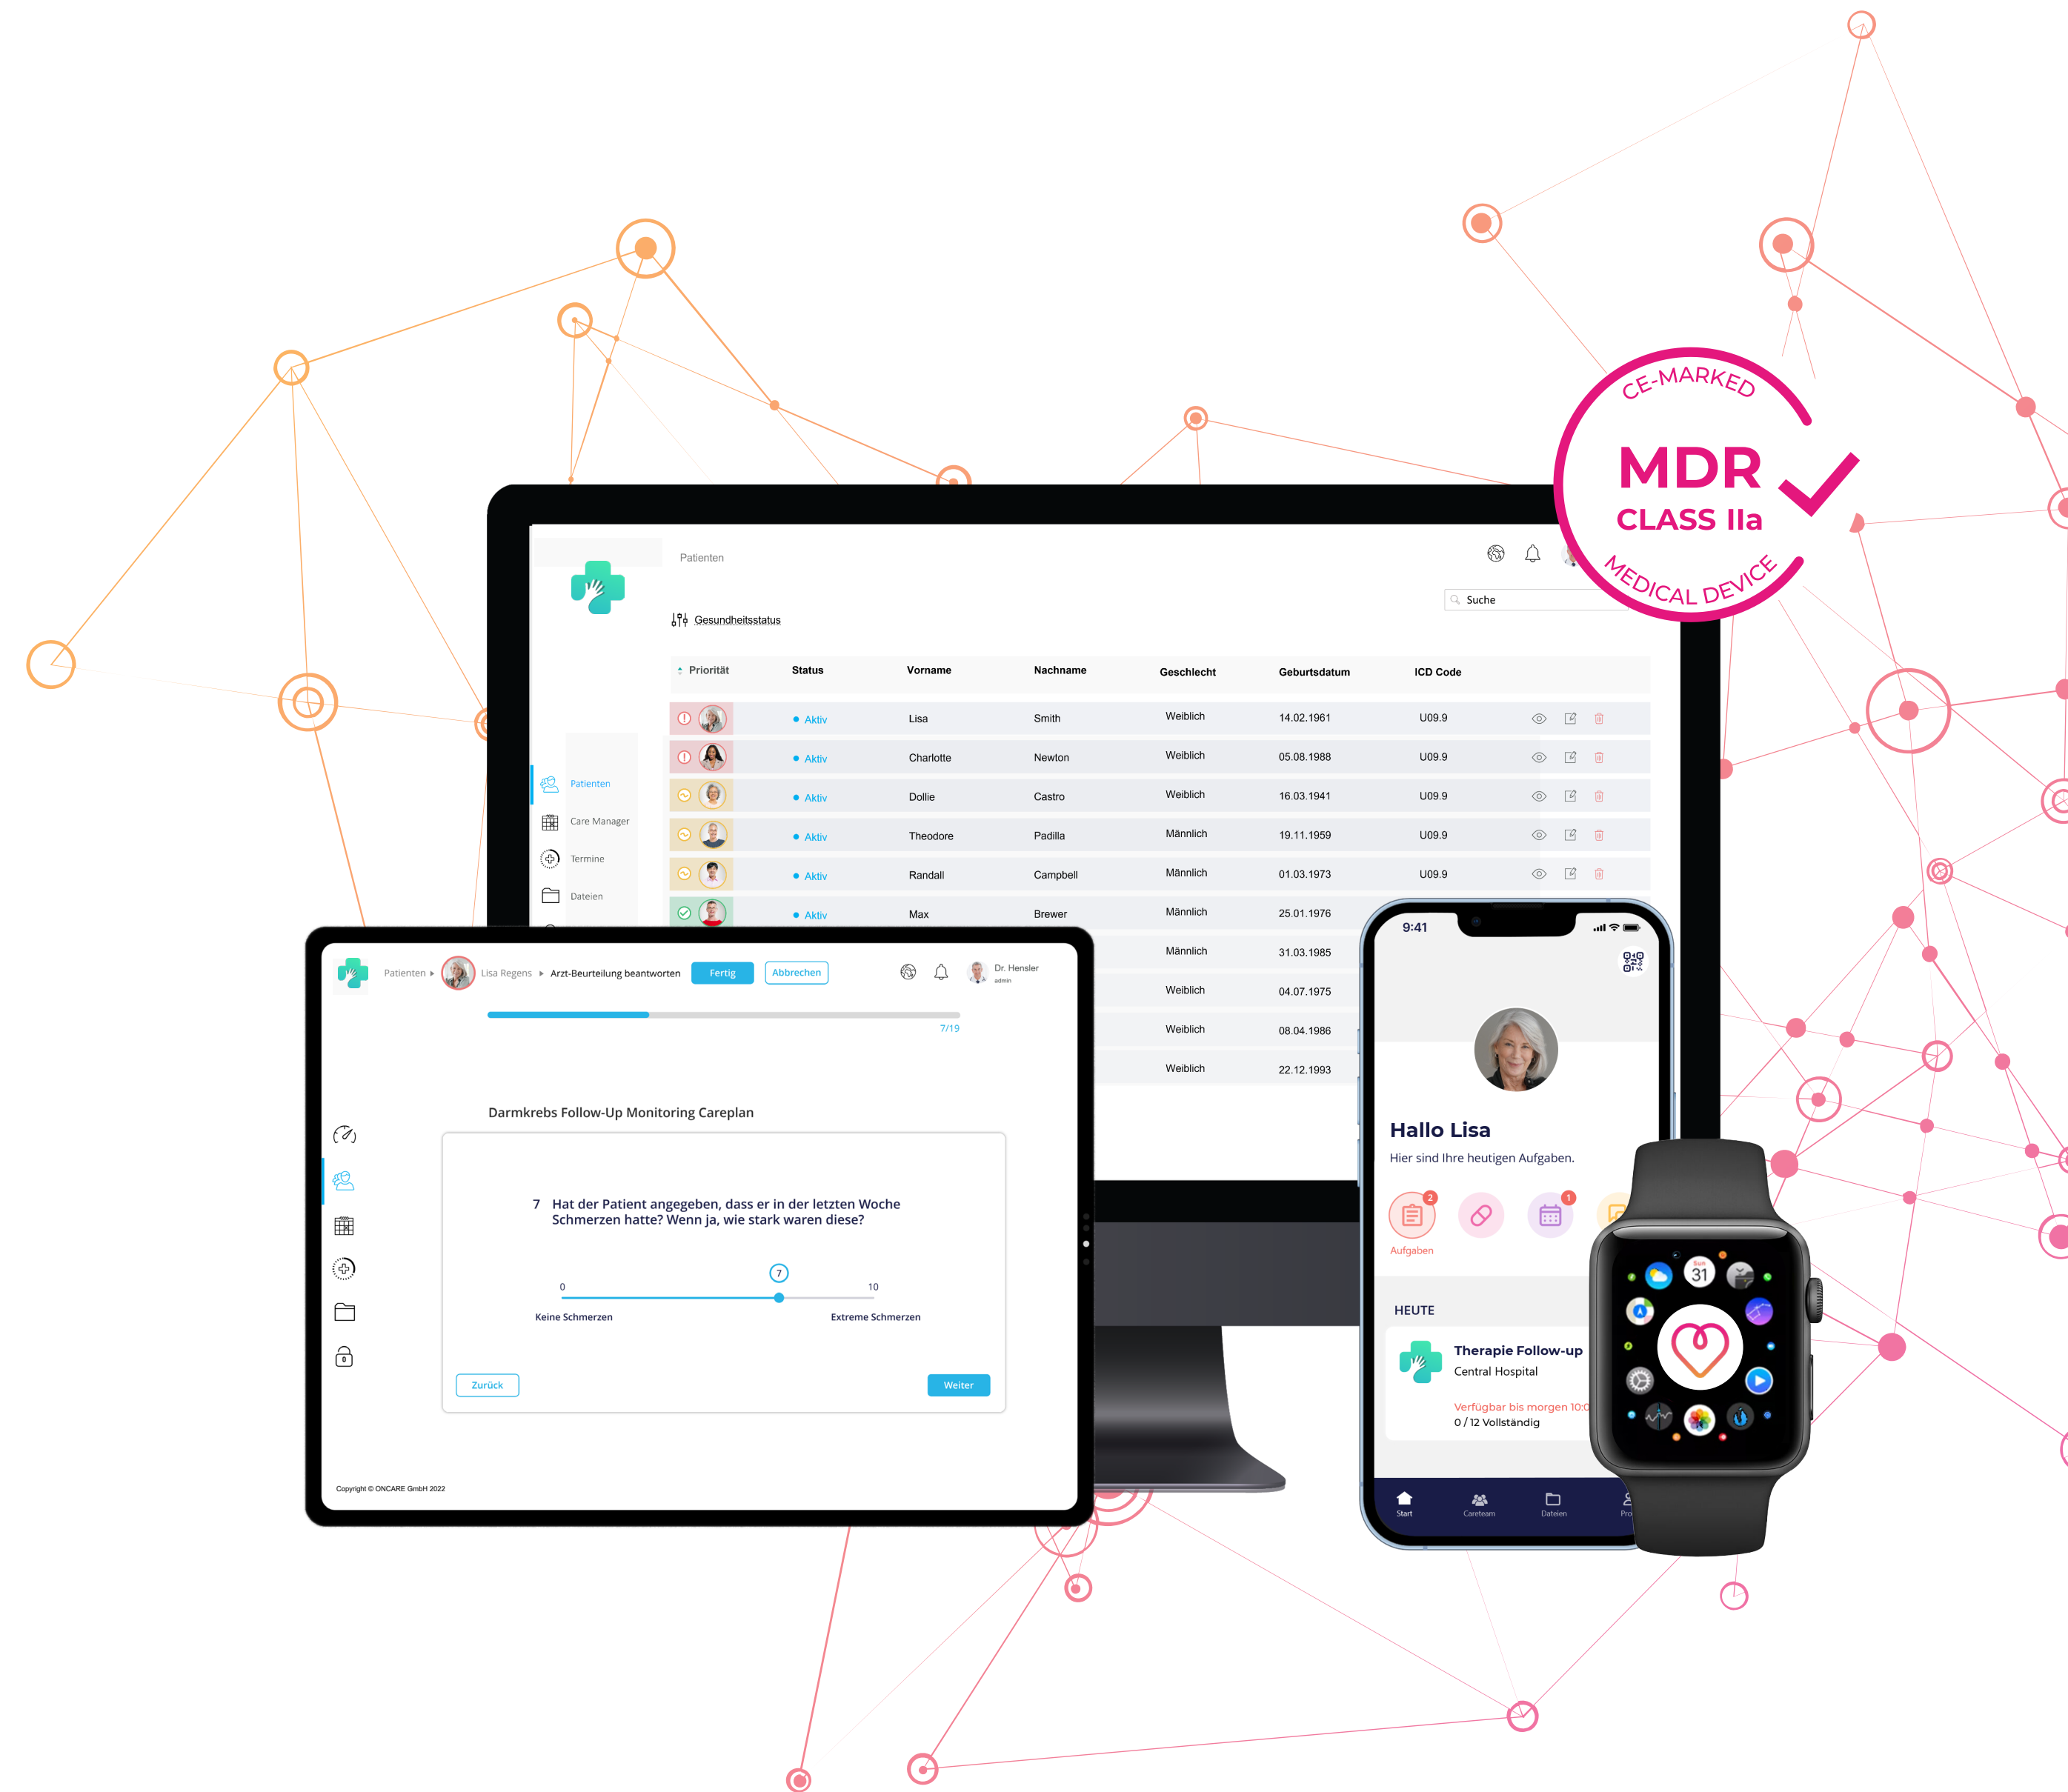 CE-MARKED
MDR
CLASS IIa
MEDICAL DEVICE
Patienten
Suche
Gesundheitsstatus
Priorität Status Vorname Nachname Geschlecht Geburtsdatum ICD Code
Aktiv Lisa Smith Weiblich 14.02.1961 U09.9
Aktiv Charlotte Newton Weiblich 05.08.1988 U09.9
Aktiv Dollie Castro Weiblich 16.03.1941 U09.9
Aktiv Theodore Padilla Männlich 19.11.1959 U09.9
Aktiv Randall Campbell Männlich 01.03.1973 U09.9
Aktiv Max Brewer Männlich 25.01.1976
Männlich 31.03.1985
Weiblich 04.07.1975
Weiblich 08.04.1986
Weiblich 22.12.1993
Patienten
Care Manager
Termine
Dateien
Patienten Lisa Regens Arzt-Beurteilung beantworten Fertig Abbrechen Dr. Hensler
admin
7/19
Darmkrebs Follow-Up Monitoring Careplan
7 Hat der Patient angegeben, dass er in der letzten Woche
Schmerzen hatte? Wenn ja, wie stark waren diese?
7
0 10
Keine Schmerzen Extreme Schmerzen
Zurück Weiter
Copyright © ONCARE GmbH 2022
9:41
Hallo Lisa
Hier sind Ihre heutigen Aufgaben.
2 1
Aufgaben
HEUTE
Therapie Follow-up
Central Hospital
Verfügbar bis morgen 10:0
0 / 12 Vollständig
Start Careteam Dateien
Sun
31